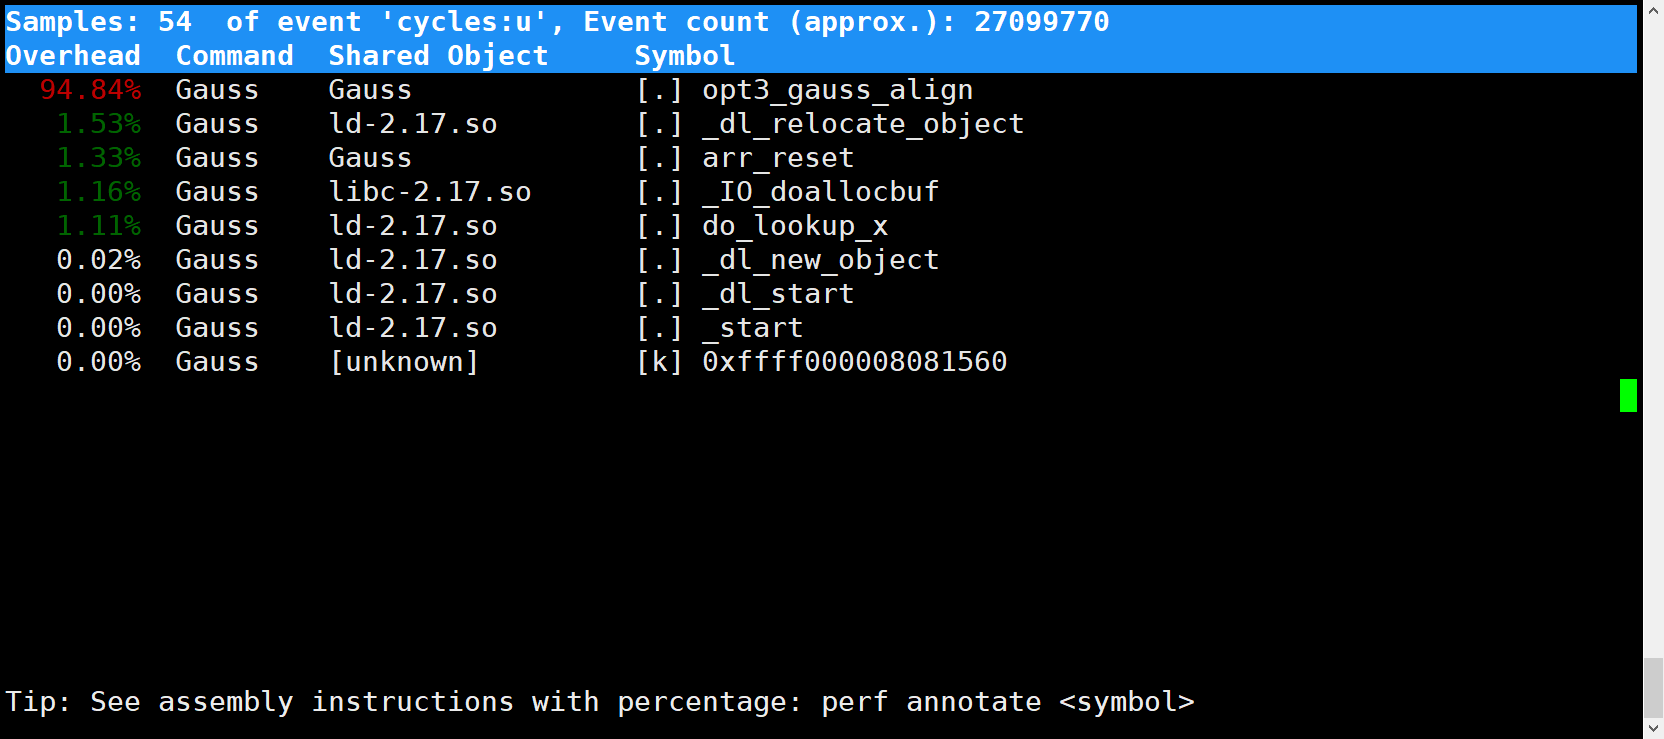 Samples: 54  of event 'cycles:u', Event count (approx.): 27099770
Overhead  Command  Shared Object     Symbol
  94.84%  Gauss    Gauss             [.] opt3_gauss_align
   1.53%  Gauss    ld-2.17.so        [.] _dl_relocate_object
   1.33%  Gauss    Gauss             [.] arr_reset
   1.16%  Gauss    libc-2.17.so      [.] _IO_doallocbuf
   1.11%  Gauss    ld-2.17.so        [.] do_lookup_x
   0.02%  Gauss    ld-2.17.so        [.] _dl_new_object
   0.00%  Gauss    ld-2.17.so        [.] _dl_start
   0.00%  Gauss    ld-2.17.so        [.] _start
   0.00%  Gauss    [unknown]         [k] 0xffff000008081560
Tip: See assembly instructions with percentage: perf annotate <symbol>